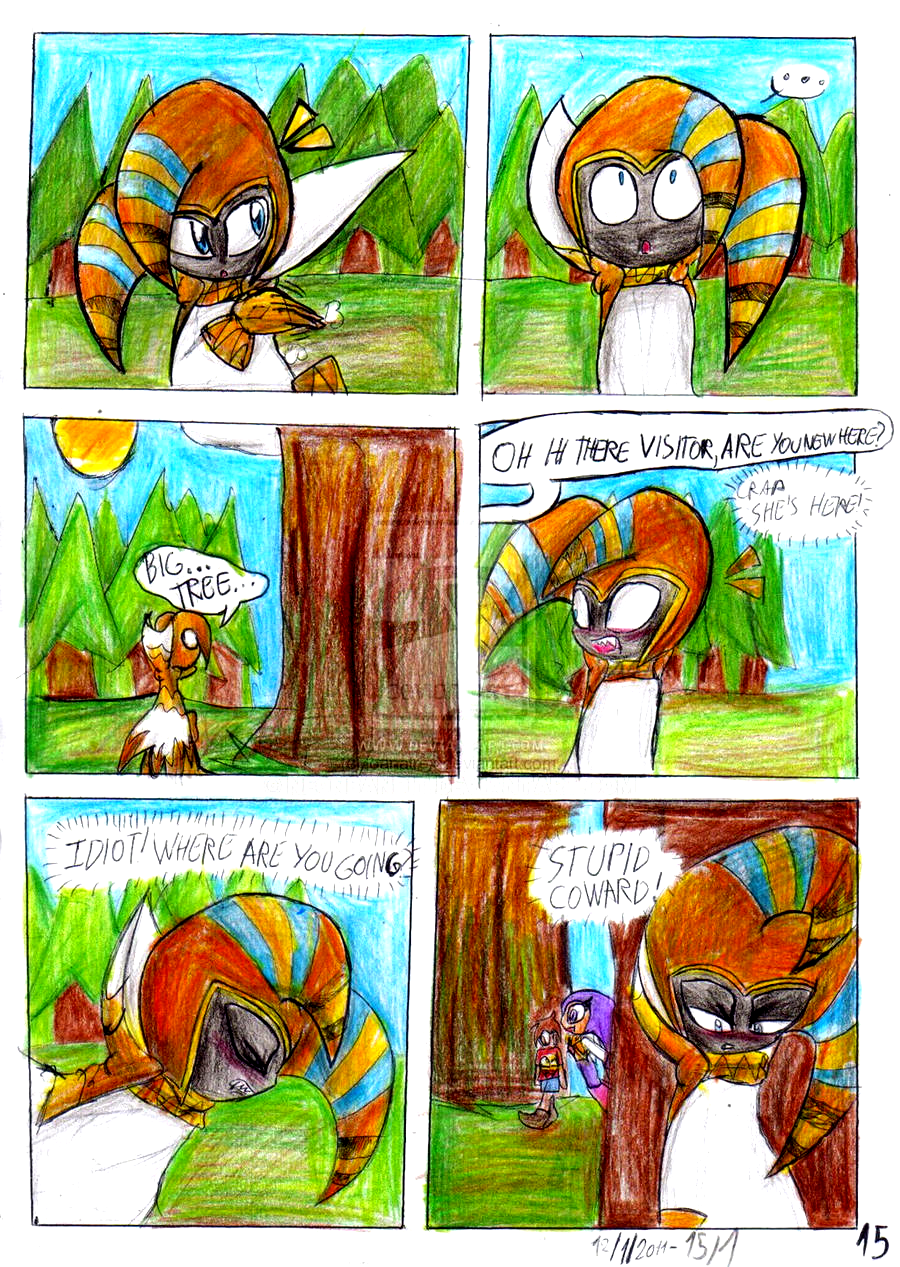 . . .
BIG...
TREE...
OH HI THERE VISITOR, ARE YOU NEW HERE?
CRAP
SHE'S HERE!
IDIOT! WHERE ARE YOU GOING?
STUPID
COWARD!
12/1/2011-15/1
15